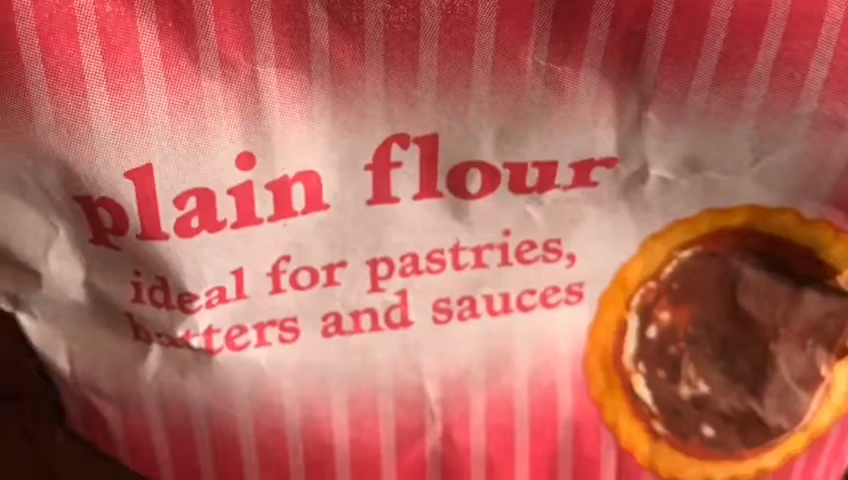 plain flour
ideal for pastries,
batters and sauces